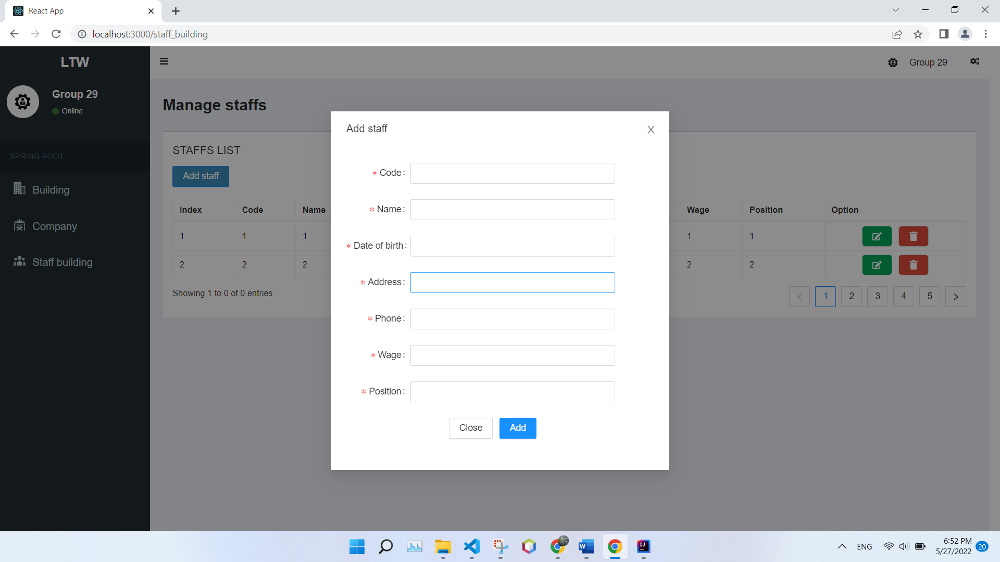 React App
localhost:3000/staff_building
LTW
Group 29
Group 29
Online
Manage staffs
SPRING BOOT
Building
Company
Staff building
STAFFS LIST
Add staff
Index Code Name Wage Position Option
1 1 1 1 1
2 2 2 2 2
Showing 1 to 0 of 0 entries
< 1 2 3 4 5 >
Add staff
* Code:
* Name:
* Date of birth:
* Address:
* Phone:
* Wage:
* Position:
Close Add
W
IJ
ENG
6:52 PM
5/27/2022
20